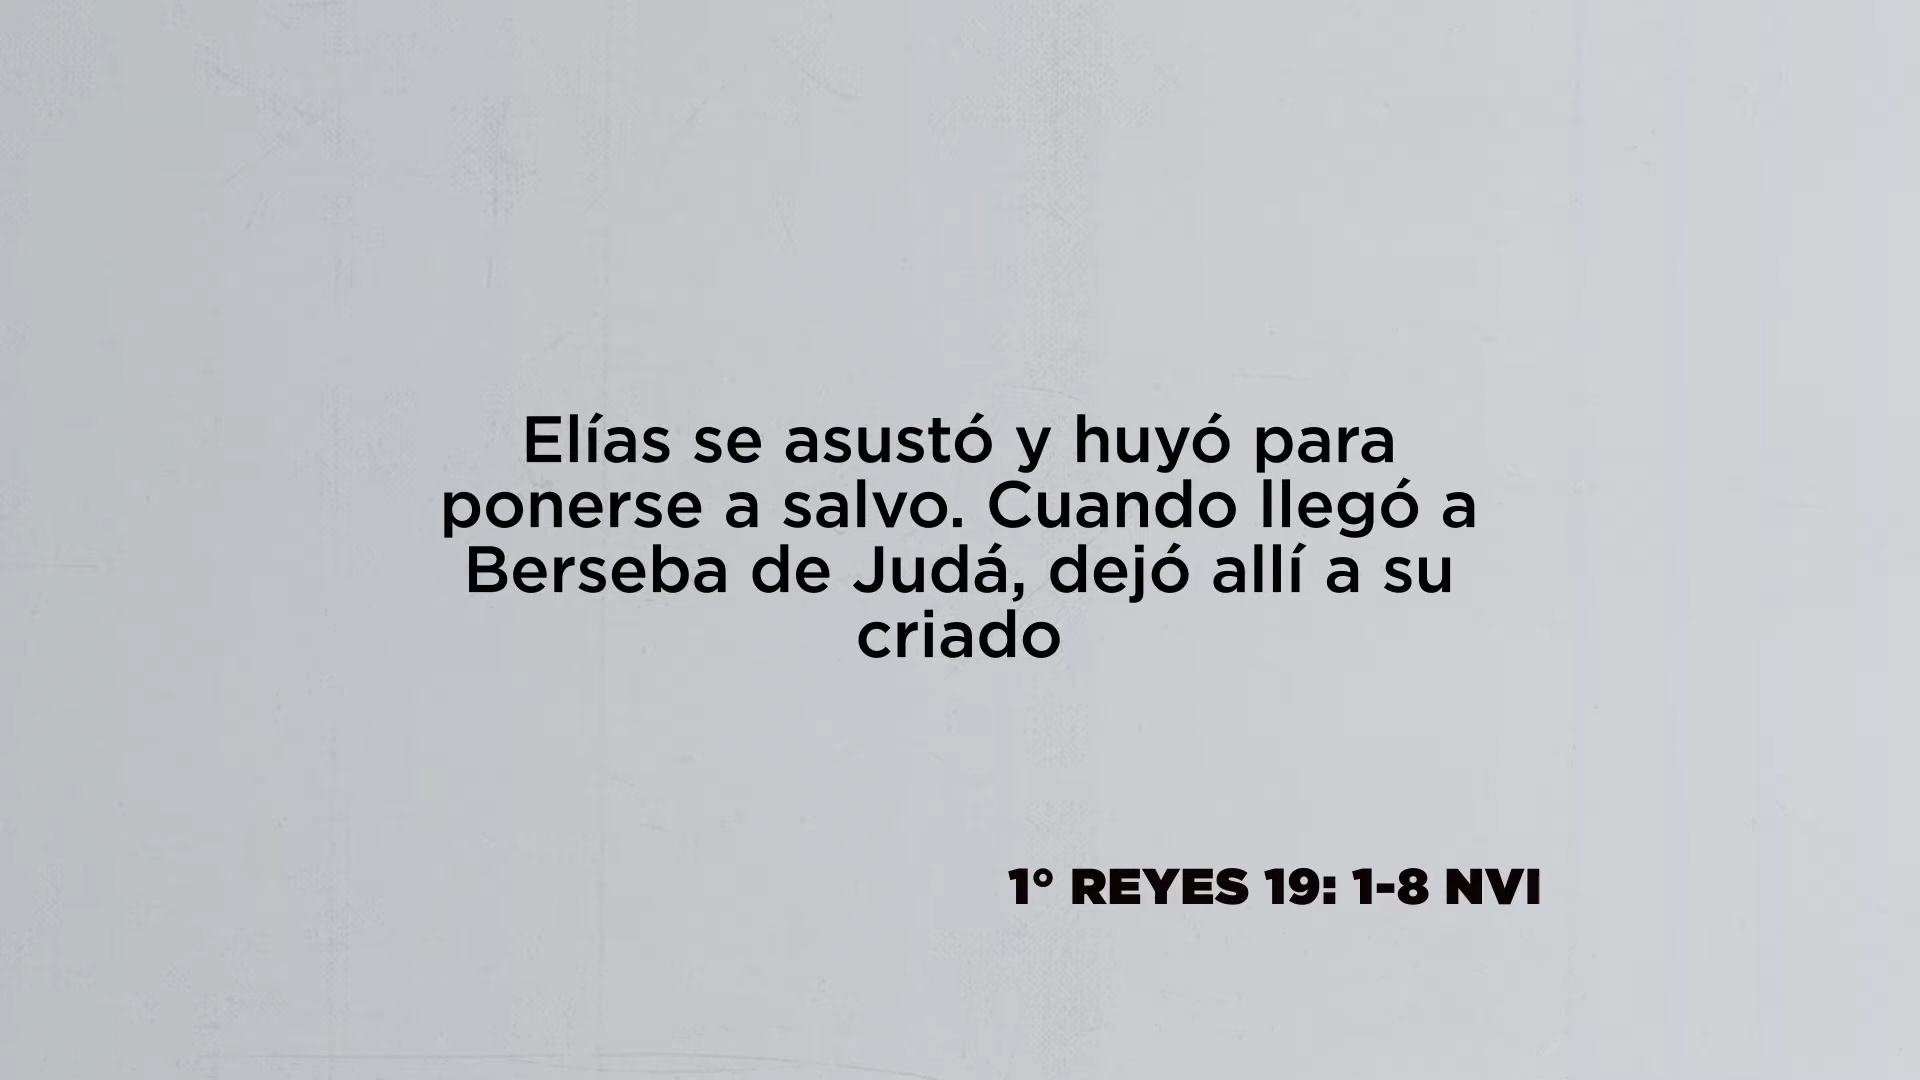 Elías se asustó y huyó para
ponerse a salvo. Cuando llegó a
Berseba de Judá, dejó allí a su
criado
1° REYES 19: 1-8 NVI